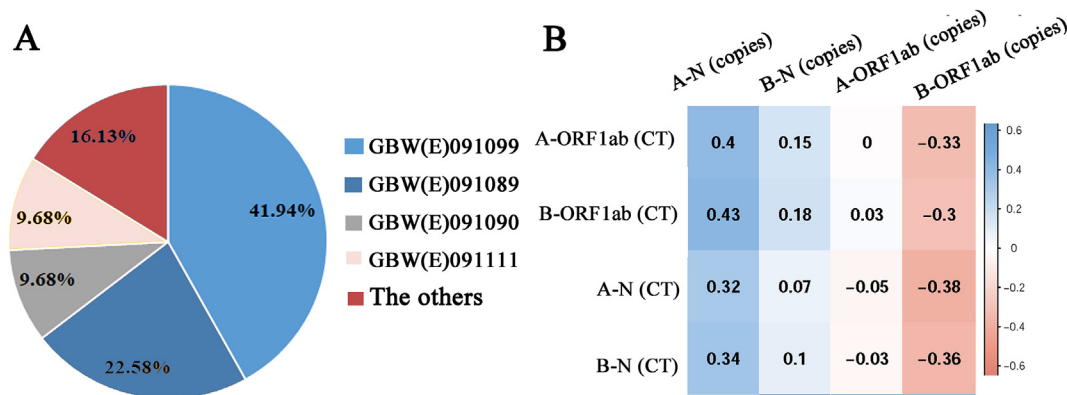 A
16.13%
9.68%
9.68%
22.58%
41.94%
GBW(E)091099
GBW(E)091089
GBW(E)091090
GBW(E)091111
The others
B
A-N (copies)
B-N (copies)
A-ORF1ab (copies)
B-ORF1ab (copies)
A-ORF1ab (CT) 0.4 0.15 0 −0.33
B-ORF1ab (CT) 0.43 0.18 0.03 −0.3
A-N (CT) 0.32 0.07 −0.05 −0.38
B-N (CT) 0.34 0.1 −0.03 −0.36
0.6
0.4
0.2
0
−0.2
−0.4
−0.6